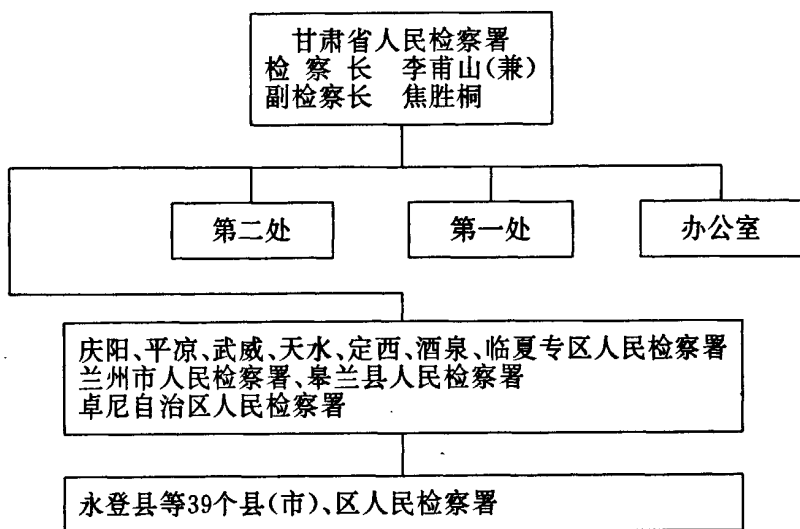 甘肃省人民检察署
检 察 长 李甫山(兼)
副检察长 焦胜桐
第二处
第一处
办公室
庆阳、平凉、武威、天水、定西、酒泉、临夏专区人民检察署
兰州市人民检察署、皋兰县人民检察署
卓尼自治区人民检察署
永登县等39个县(市)、区人民检察署